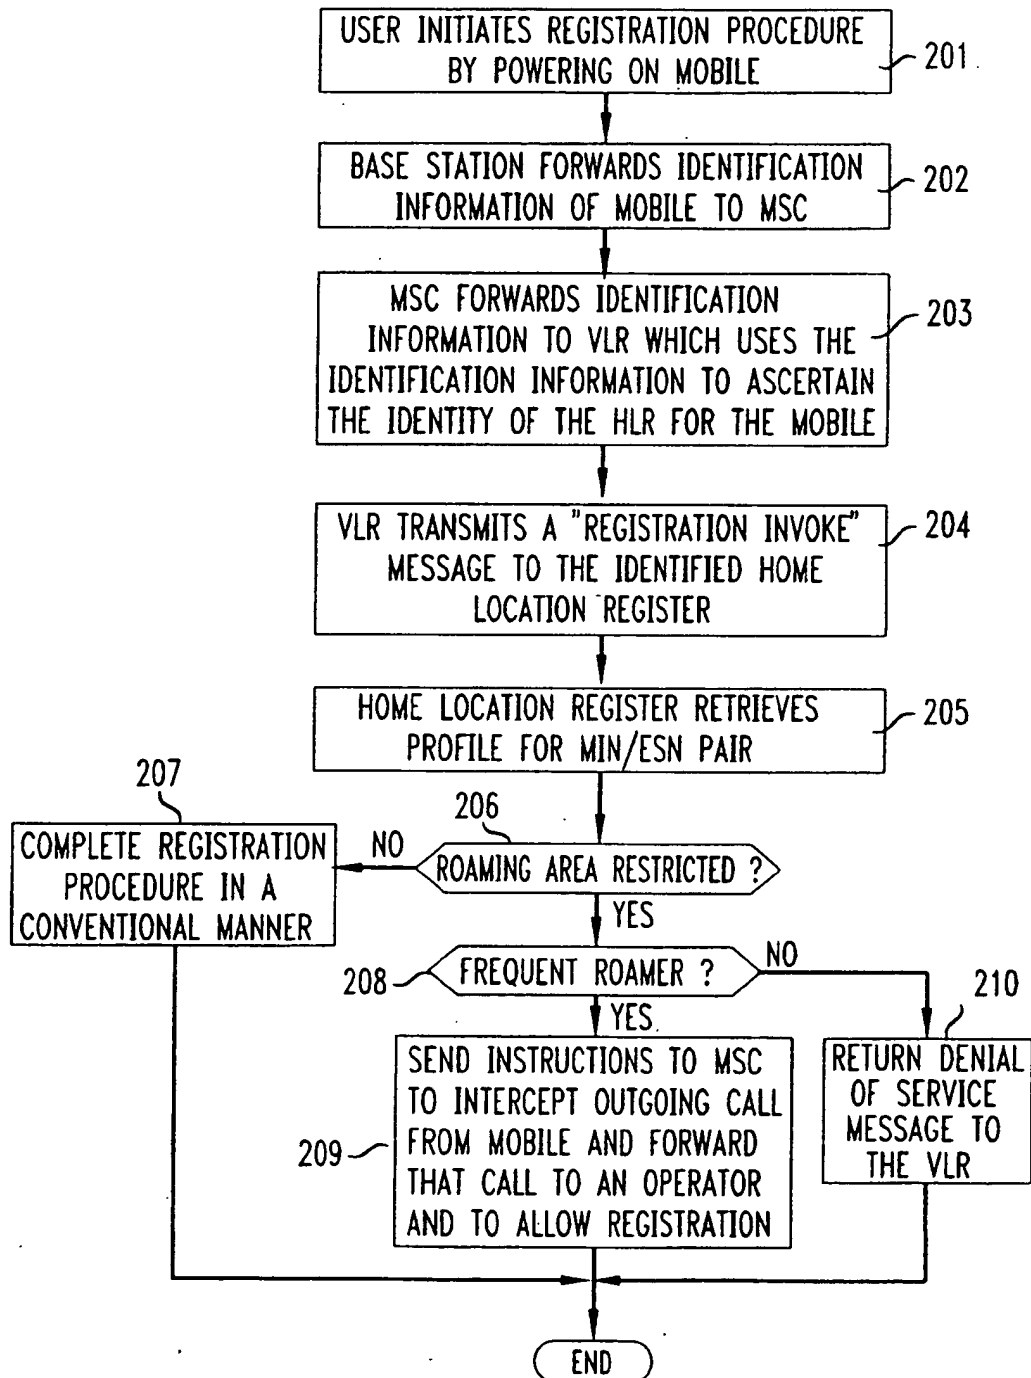 USER INITIATES REGISTRATION PROCEDURE
BY POWERING ON MOBILE
201
BASE STATION FORWARDS IDENTIFICATION
INFORMATION OF MOBILE TO MSC
202
MSC FORWARDS IDENTIFICATION
INFORMATION TO VLR WHICH USES THE
IDENTIFICATION INFORMATION TO ASCERTAIN
THE IDENTITY OF THE HLR FOR THE MOBILE
203
VLR TRANSMITS A "REGISTRATION INVOKE"
MESSAGE TO THE IDENTIFIED HOME
LOCATION REGISTER
204
HOME LOCATION REGISTER RETRIEVES
PROFILE FOR MIN/ESN PAIR
205
206
ROAMING AREA RESTRICTED ?
NO
YES
207
COMPLETE REGISTRATION
PROCEDURE IN A
CONVENTIONAL MANNER
208
FREQUENT ROAMER ?
NO
YES
209
SEND INSTRUCTIONS TO MSC
TO INTERCEPT OUTGOING CALL
FROM MOBILE AND FORWARD
THAT CALL TO AN OPERATOR
AND TO ALLOW REGISTRATION
210
RETURN DENIAL
OF SERVICE
MESSAGE TO
THE VLR
END